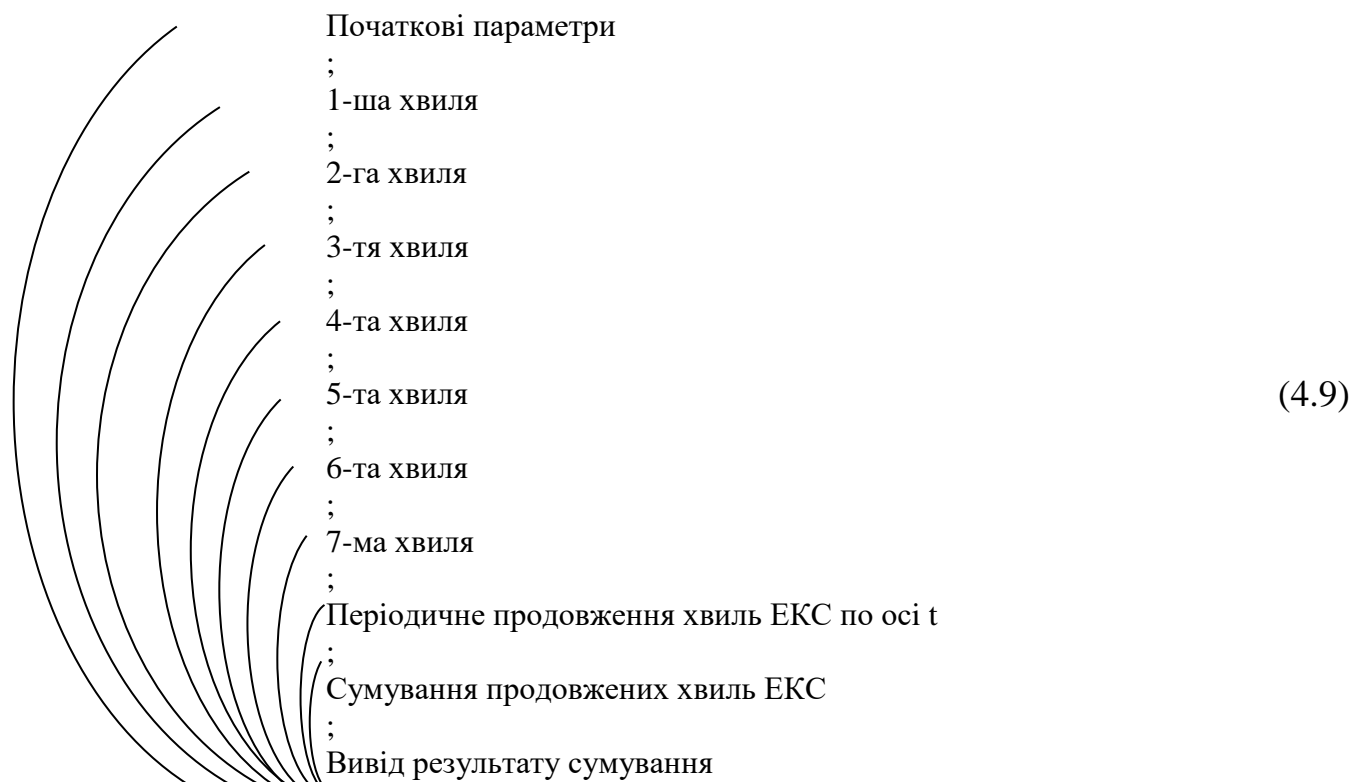 Початкові параметри
;
1-ша хвиля
;
2-га хвиля
;
3-тя хвиля
;
4-та хвиля
;
5-та хвиля
(4.9)
;
6-та хвиля
;
7-ма хвиля
;
Періодичне продовження хвиль ЕКС по осі t
;
Сумування продовжених хвиль ЕКС
;
Вивід результату сумування